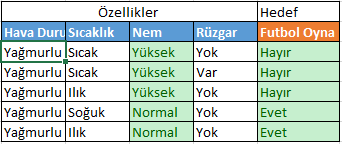 Özellikler Hedef
Hava Duru Sıcaklık Nem Rüzgar Futbol Oyna
Yağmurlu Sıcak Yüksek Yok Hayır
Yağmurlu Sıcak Yüksek Var Hayır
Yağmurlu Ilık Yüksek Yok Hayır
Yağmurlu Soğuk Normal Yok Evet
Yağmurlu Ilık Normal Yok Evet